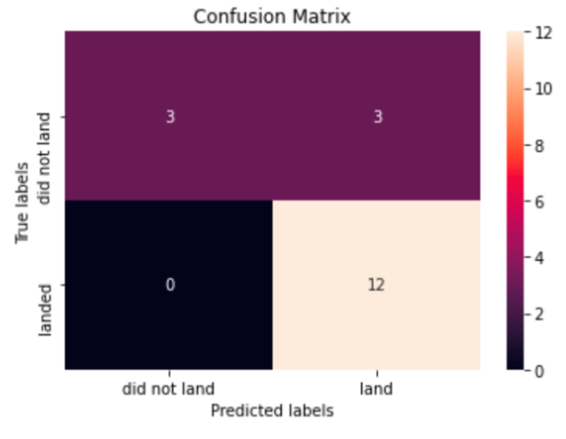 Confusion Matrix
True labels
did not land
landed
3
3
0
12
did not land
land
Predicted labels
12
10
8
6
4
2
0